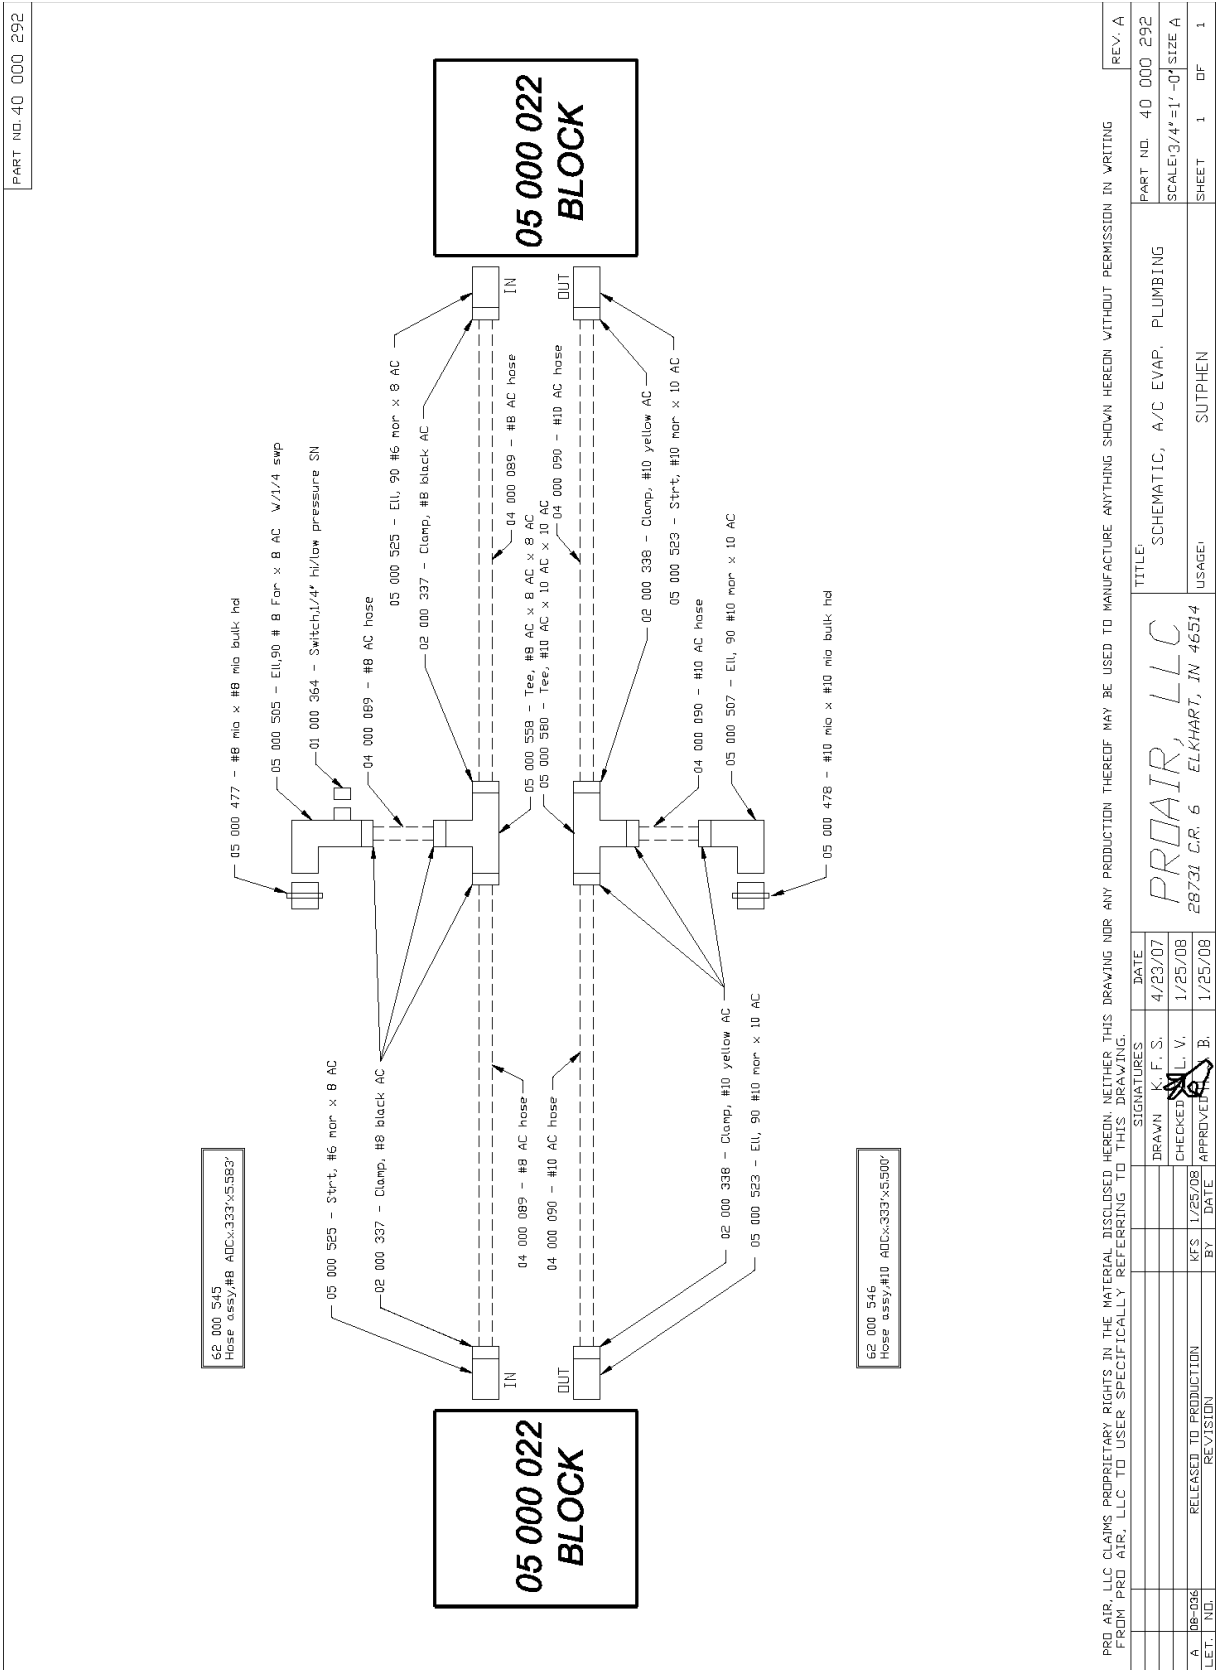 PART NO. 40 000 292
62 000 545
Hose assy,#8 AOCx.333'x5.583'
05 000 477 - #8 mio x #8 mio bulk hd
05 000 505 - Ell,90 # 8 For x 8 AC W/1/4 swp
01 000 364 - Switch,1/4" hi/low pressure SN
04 000 089 - #8 AC hose
05 000 525 - Strt, #6 mor x 8 AC
02 000 337 - Clamp, #8 black AC
05 000 525 - Ell, 90 #6 mor x 8 AC
02 000 337 - Clamp, #8 black AC
05 000 022
BLOCK
IN
OUT
04 000 089 - #8 AC hose
04 000 090 - #10 AC hose
05 000 558 - Tee, #8 AC x 8 AC x 8 AC
05 000 580 - Tee, #10 AC x 10 AC x 10 AC
04 000 089 - #8 AC hose
04 000 090 - #10 AC hose
IN
OUT
05 000 022
BLOCK
02 000 338 - Clamp, #10 yellow AC
05 000 523 - Ell, 90 #10 mor x 10 AC
02 000 338 - Clamp, #10 yellow AC
05 000 523 - Strt, #10 mor x 10 AC
04 000 090 - #10 AC hose
05 000 507 - Ell, 90 #10 mor x 10 AC
05 000 478 - #10 mio x #10 mio bulk hd
62 000 546
Hose assy,#10 AOCx.333'x5.500'
PRO AIR, LLC CLAIMS PROPRIETARY RIGHTS IN THE MATERIAL DISCLOSED HEREON. NEITHER THIS DRAWING NOR ANY PRODUCTION THEREOF MAY BE USED TO MANUFACTURE ANYTHING SHOWN HEREON WITHOUT PERMISSION IN WRITING
FROM PRO AIR, LLC TO USER SPECIFICALLY REFERRING TO THIS DRAWING.
REV. A
A 08-036 RELEASED TO PRODUCTION KFS 1/25/08
LET. NO. REVISION BY DATE
SIGNATURES DATE
DRAWN K. F. S. 4/23/07
CHECKED L. V. 1/25/08
APPROVED B. 1/25/08
PROAIR, LLC
28731 C.R. 6 ELKHART, IN 46514
TITLE:
SCHEMATIC, A/C EVAP. PLUMBING
USAGE: SUTPHEN
PART NO. 40 000 292
SCALE:3/4"=1'-0" SIZE A
SHEET 1 OF 1